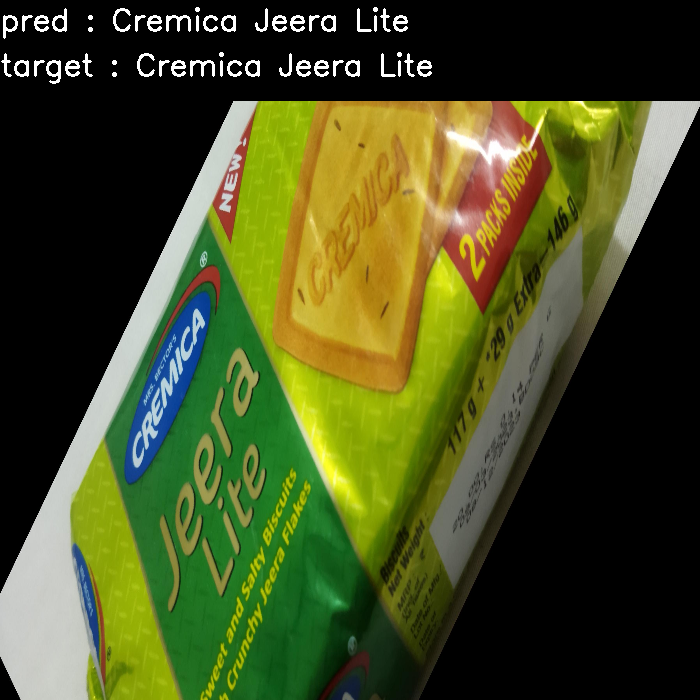 pred : Cremica Jeera Lite
target : Cremica Jeera Lite
NEW!
CREMICA
2 PACKS INSIDE
®
MRS. BECTOR'S
CREMICA
Jeera
Lite
Sweet and Salty Biscuits
Crunchy Jeera Flakes
117 g + *29 g Extra = 146 g
Biscuits
Net Weight :